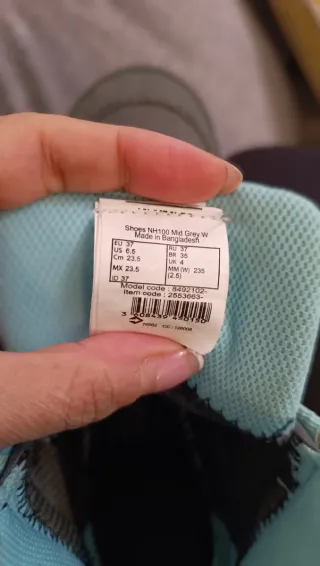 Shoes NH100 Mid Grey W
Made in Bangladesh
EU 37
US 6.5
Cm 23.5
MX 23.5
ID 37
RU 37
BR 35
UK 4
MM (W) 235
(2.5)
Model code : 8492102-
Item code : 2553663-